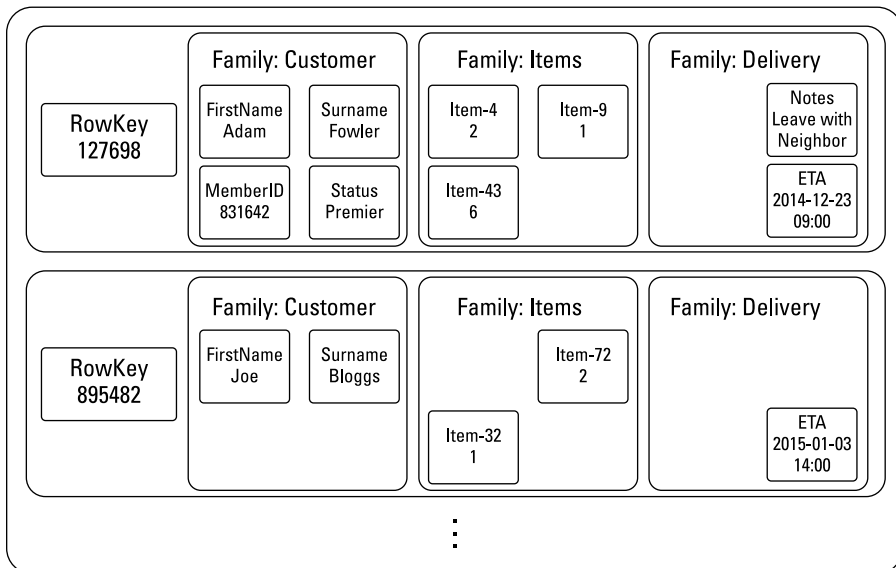 Family: Customer
Family: Items
Family: Delivery
RowKey
127698
FirstName
Adam
Surname
Fowler
MemberID
831642
Status
Premier
Item-4
2
Item-9
1
Item-43
6
Notes
Leave with
Neighbor
ETA
2014-12-23
09:00
Family: Customer
Family: Items
Family: Delivery
RowKey
895482
FirstName
Joe
Surname
Bloggs
Item-72
2
Item-32
1
ETA
2015-01-03
14:00